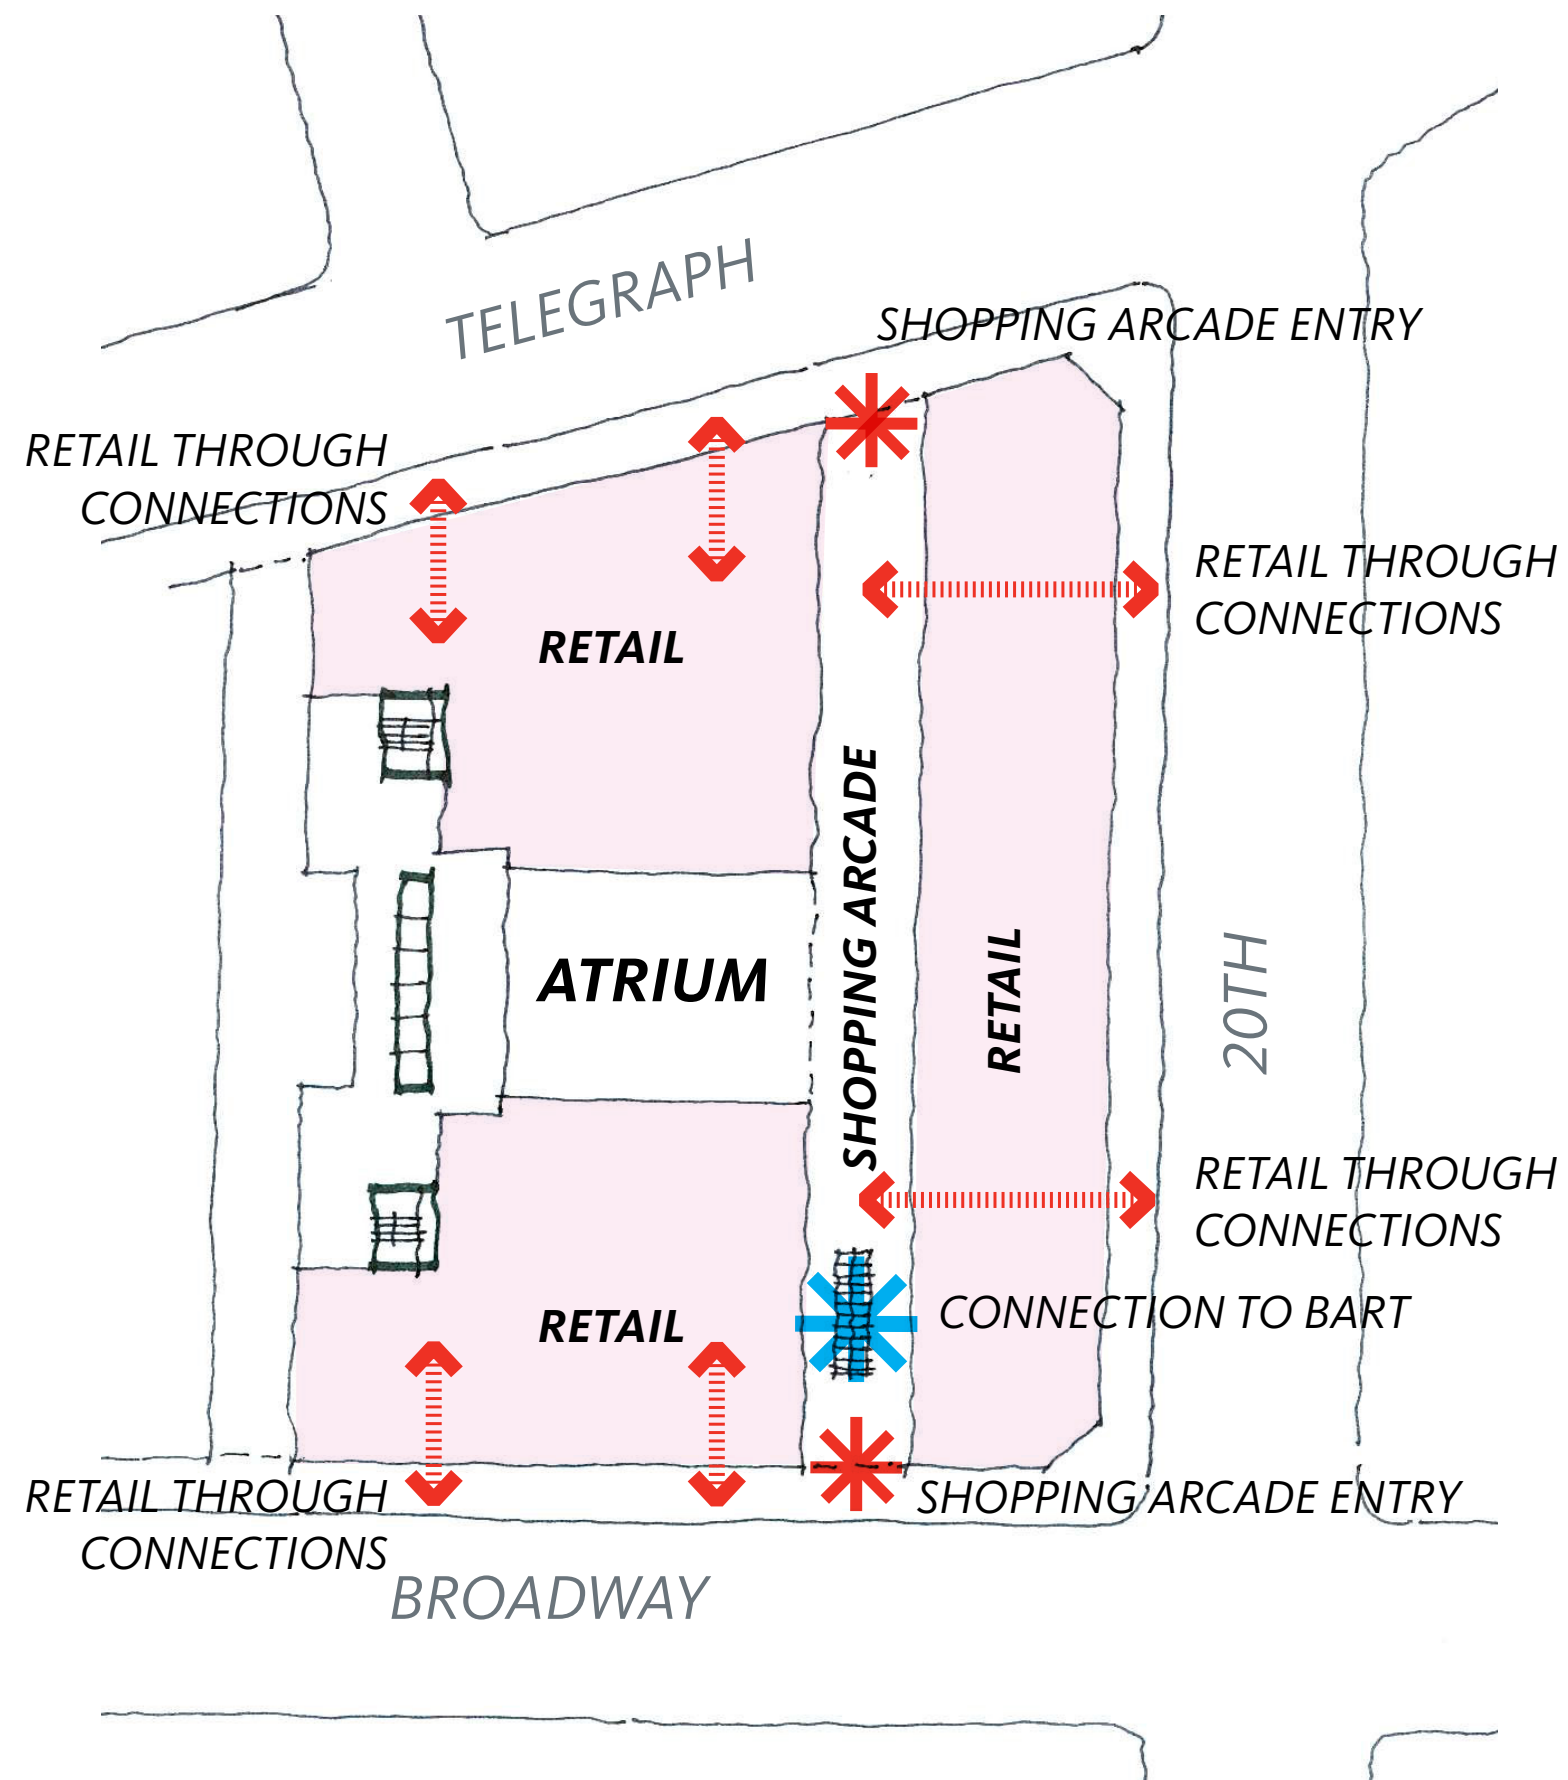 TELEGRAPH
SHOPPING ARCADE ENTRY
RETAIL THROUGH
CONNECTIONS
RETAIL THROUGH
CONNECTIONS
RETAIL
SHOPPING ARCADE
RETAIL
ATRIUM
20TH
RETAIL THROUGH
CONNECTIONS
CONNECTION TO BART
RETAIL
RETAIL THROUGH
CONNECTIONS
SHOPPING ARCADE ENTRY
BROADWAY